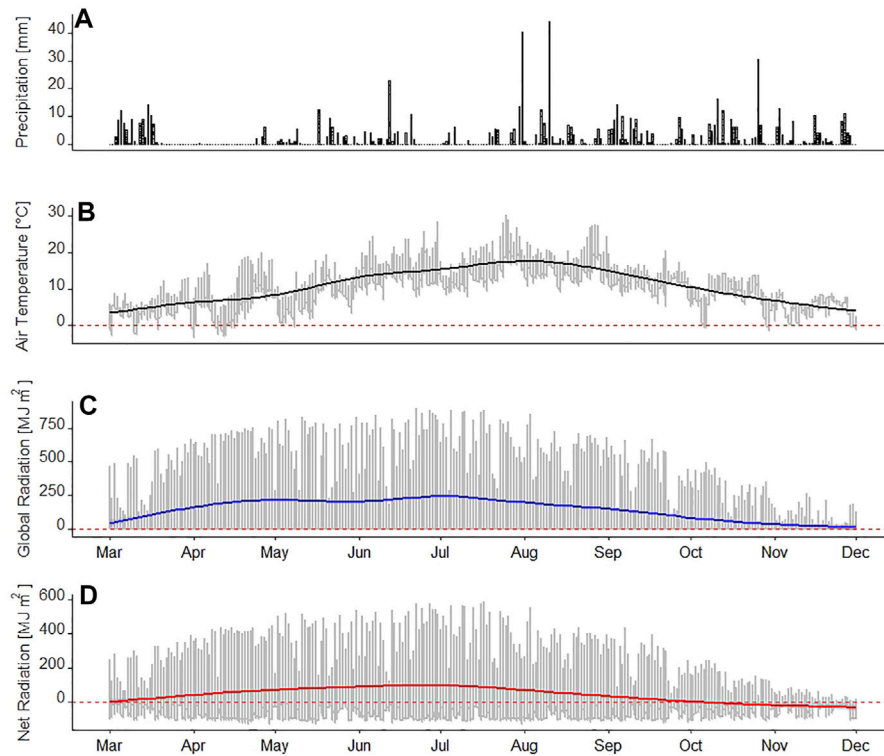 A
Precipitation [mm]
40
30
20
10
0
B
Air Temperature [°C]
30
20
10
0
C
Global Radiation [MJ m²]
750
500
250
0
Mar Apr May Jun Jul Aug Sep Oct Nov Dec
D
Net Radiation [MJ m²]
600
400
200
0
Mar Apr May Jun Jul Aug Sep Oct Nov Dec